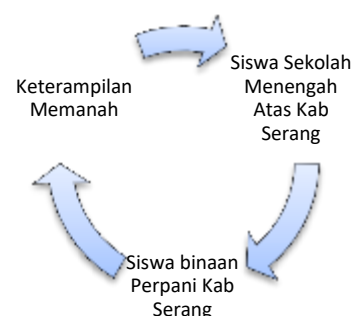 Keterampilan
Memanah
Siswa Sekolah
Menengah
Atas Kab
Serang
Siswa binaan
Perpani Kab
Serang